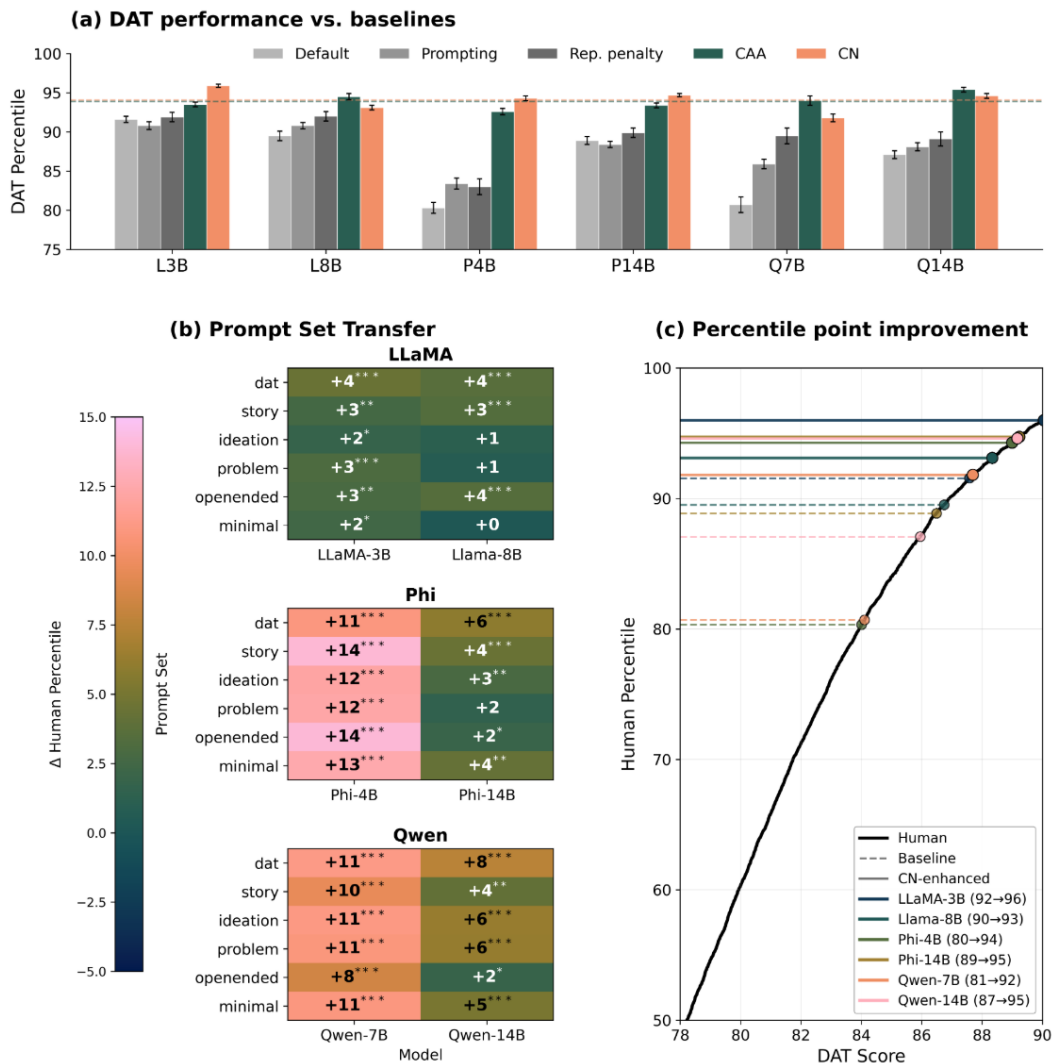 (a) DAT performance vs. baselines
Default Prompting Rep. penalty CAA CN
DAT Percentile
100
95
90
85
80
75
L3B L8B P4B P14B Q7B Q14B
(b) Prompt Set Transfer
Δ Human Percentile
15.0
12.5
10.0
7.5
5.0
2.5
0.0
−2.5
−5.0
Prompt Set
LLaMA
dat +4*** +4***
story +3** +3***
ideation +2* +1
problem +3*** +1
openended +3** +4***
minimal +2* +0
LLaMA-3B Llama-8B
Phi
dat +11*** +6***
story +14*** +4***
ideation +12*** +3**
problem +12*** +2
openended +14*** +2*
minimal +13*** +4**
Phi-4B Phi-14B
Qwen
dat +11*** +8***
story +10*** +4**
ideation +11*** +6***
problem +11*** +6***
openended +8*** +2*
minimal +11*** +5***
Qwen-7B Qwen-14B
Model
(c) Percentile point improvement
Human Percentile
100
90
80
70
60
50
Human
Baseline
CN-enhanced
LLaMA-3B (92→96)
Llama-8B (90→93)
Phi-4B (80→94)
Phi-14B (89→95)
Qwen-7B (81→92)
Qwen-14B (87→95)
78 80 82 84 86 88 90
DAT Score